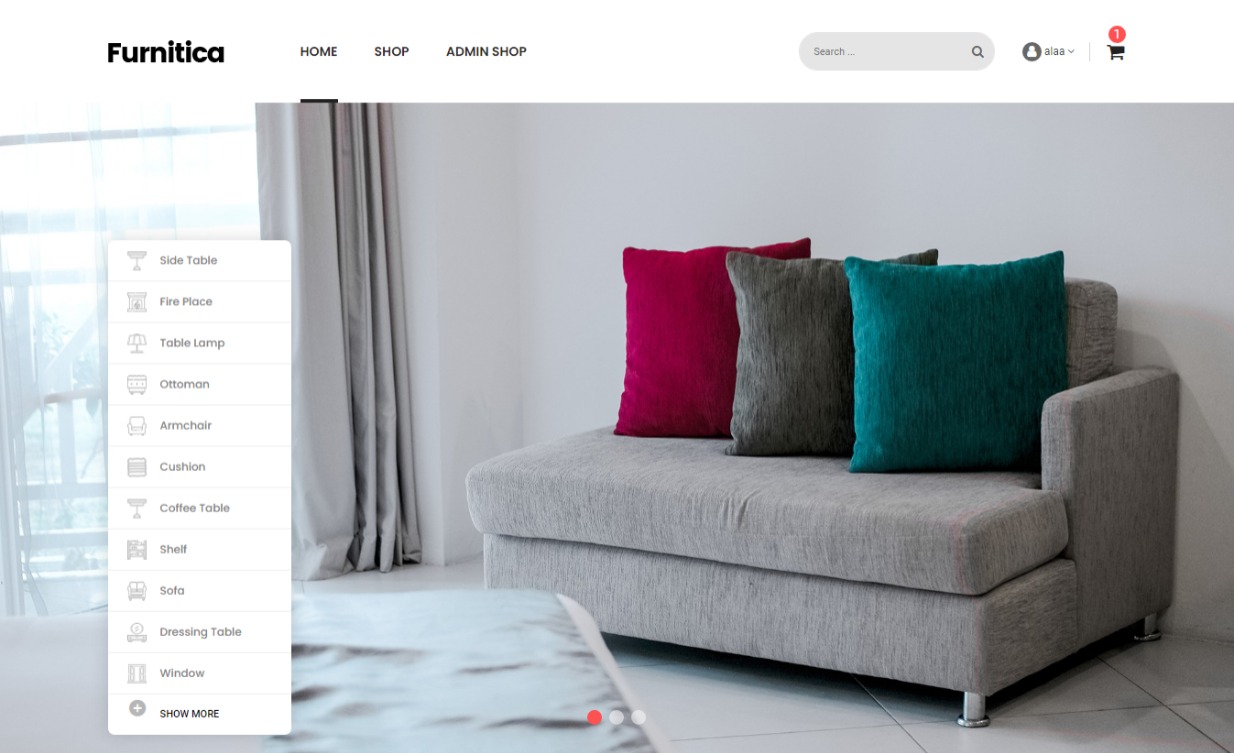 Furnitica
HOME
SHOP
ADMIN SHOP
Search ...
alaa
1
Side Table
Fire Place
Table Lamp
Ottoman
Armchair
Cushion
Coffee Table
Shelf
Sofa
Dressing Table
Window
SHOW MORE